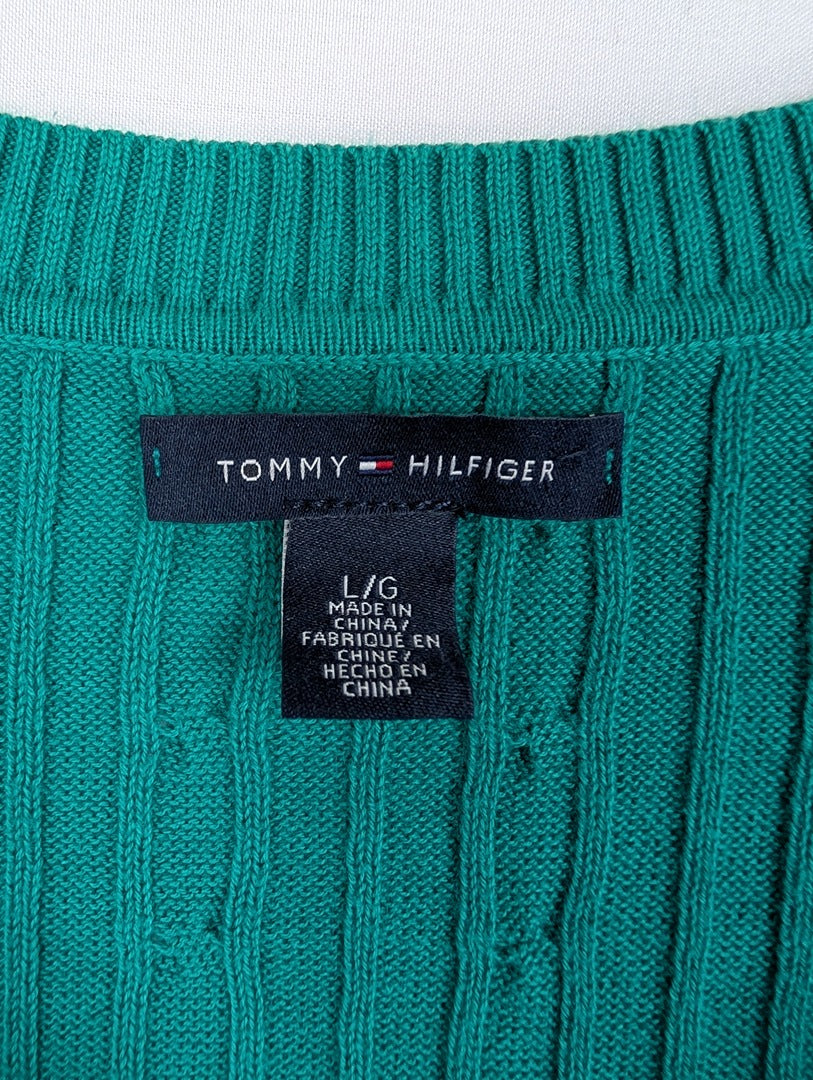 TOMMY HILFIGER
L/G
MADE IN
CHINA/
FABRIQUÉ EN
CHINE/
HECHO EN
CHINA